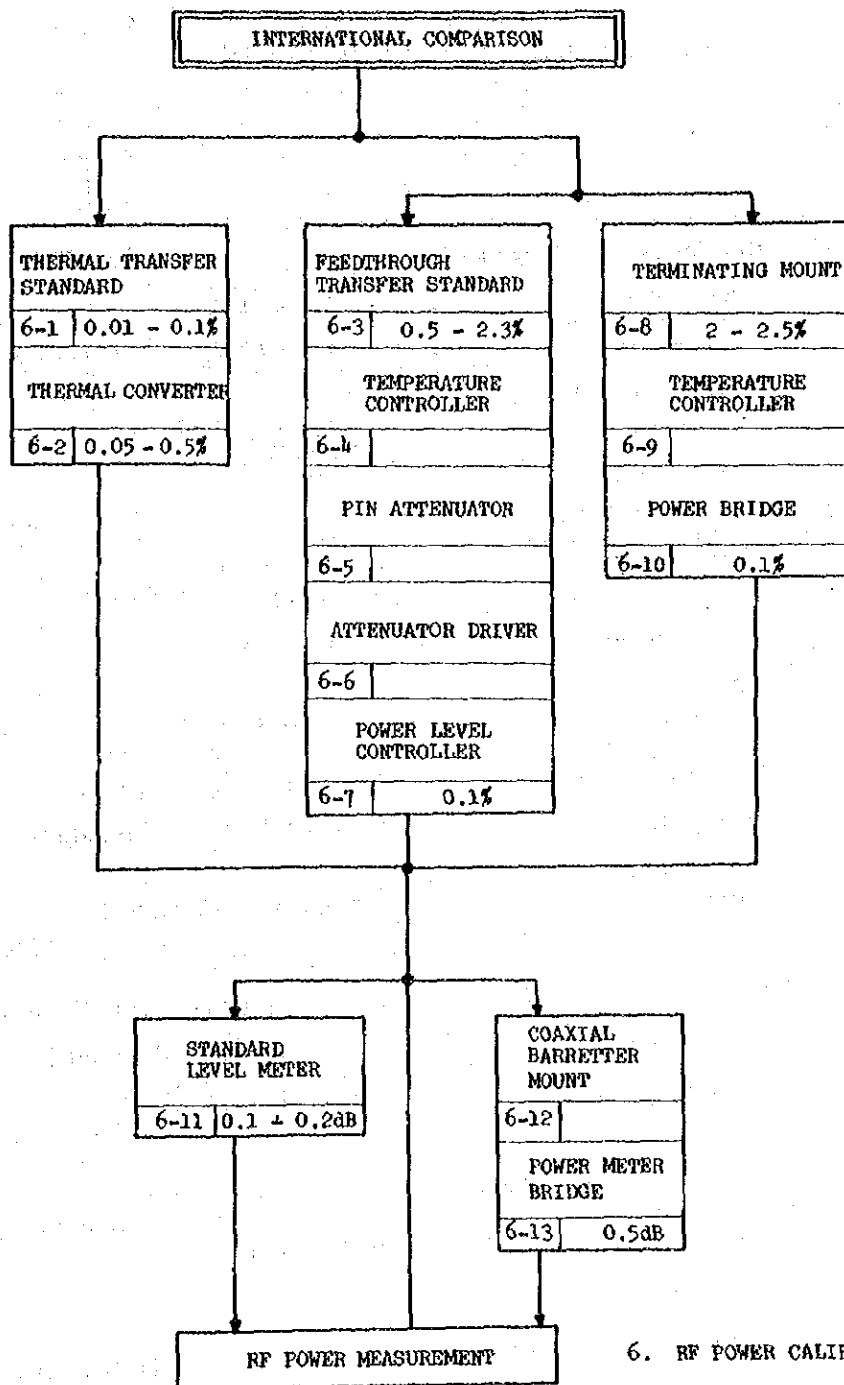 INTERNATIONAL COMPARISON
THERMAL TRANSFER
STANDARD
6-1 0.01 - 0.1%
THERMAL CONVERTER
6-2 0.05 - 0.5%
FEEDTHROUGH
TRANSFER STANDARD
6-3 0.5 - 2.3%
TEMPERATURE
CONTROLLER
6-4
PIN ATTENUATOR
6-5
ATTENUATOR DRIVER
6-6
POWER LEVEL
CONTROLLER
6-7 0.1%
TERMINATING MOUNT
6-8 2 - 2.5%
TEMPERATURE
CONTROLLER
6-9
POWER BRIDGE
6-10 0.1%
STANDARD
LEVEL METER
6-11 0.1 - 0.2dB
COAXIAL
BARRETTER
MOUNT
6-12
POWER METER
BRIDGE
6-13 0.5dB
RF POWER MEASUREMENT
6. RF POWER